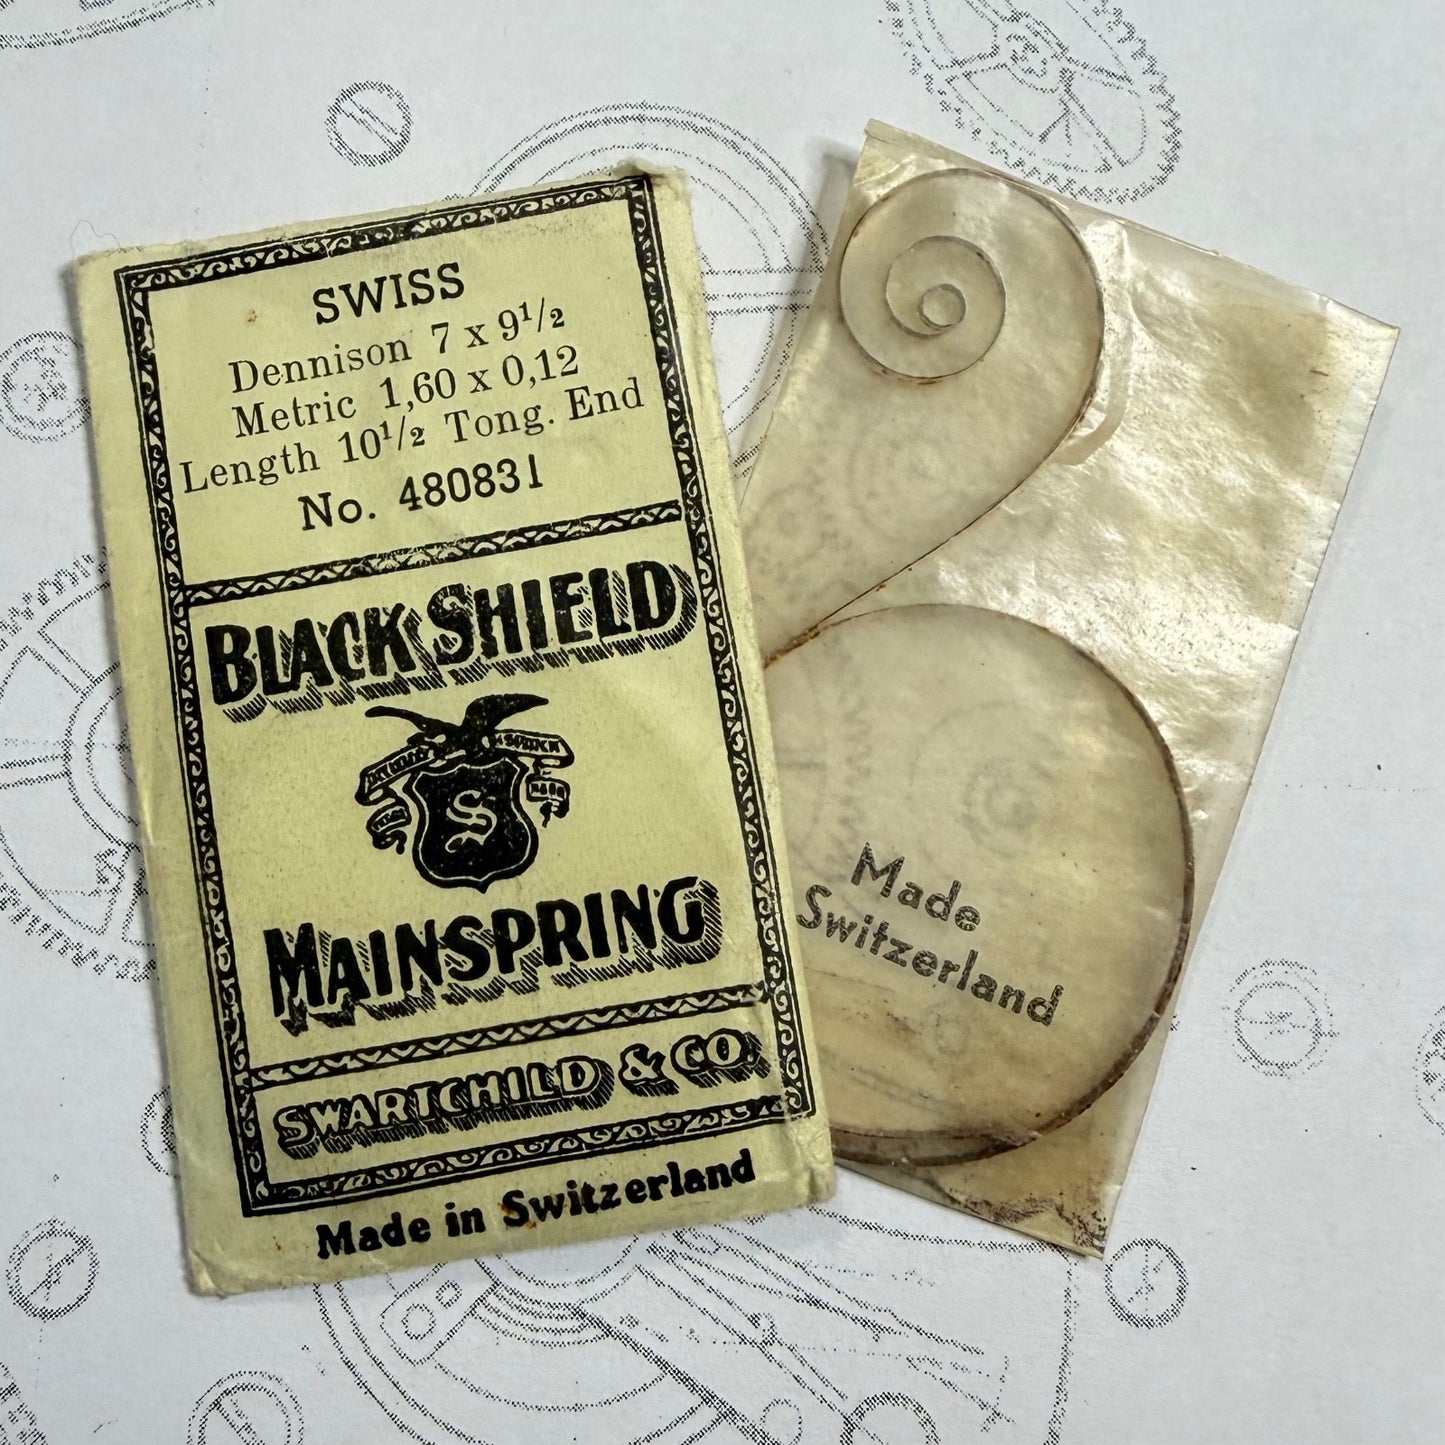 SWISS
Dennison 7 x 9½
Metric 1,60 x 0,12
Length 10½ Tong. End
No. 480831
BLACK SHIELD
S
MAINSPRING
SWARTCHILD & CO.
Made in Switzerland
Made
Switzerland